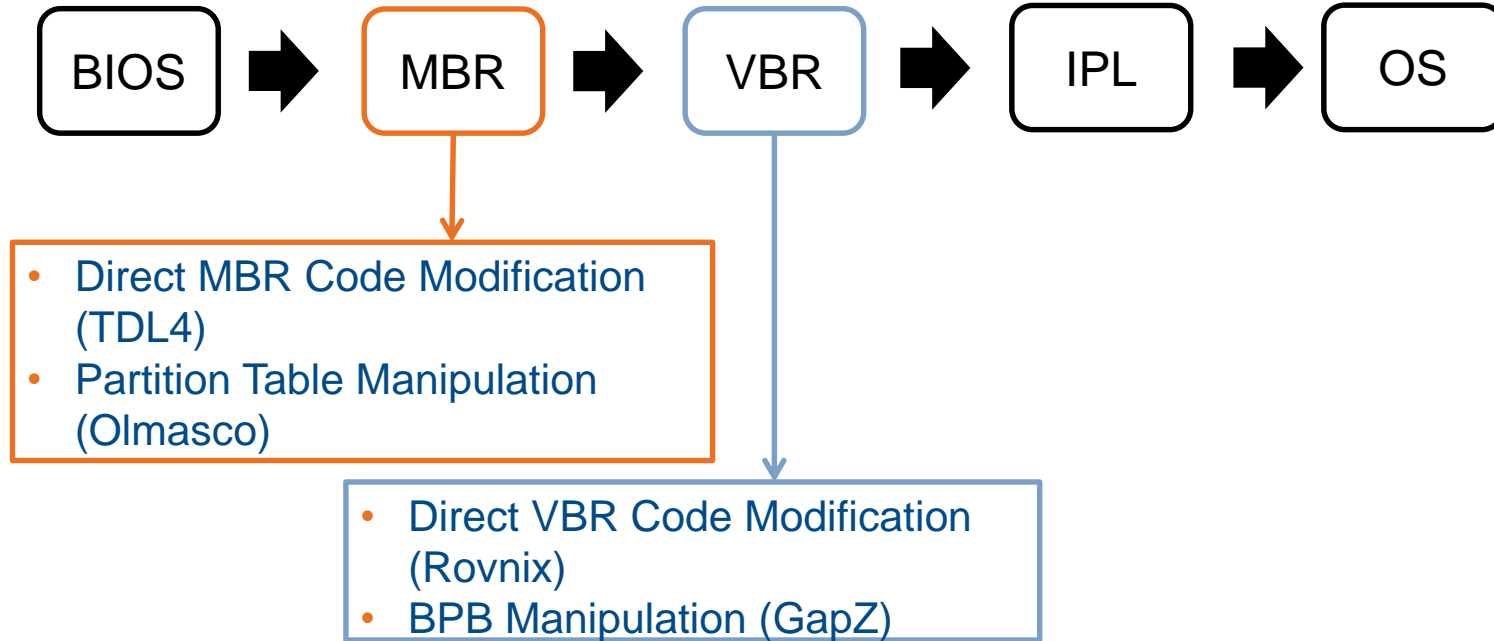 BIOS MBR VBR IPL OS
• Direct MBR Code Modification
(TDL4)
• Partition Table Manipulation
(Olmasco)
• Direct VBR Code Modification
(Rovnix)
• BPB Manipulation (GapZ)